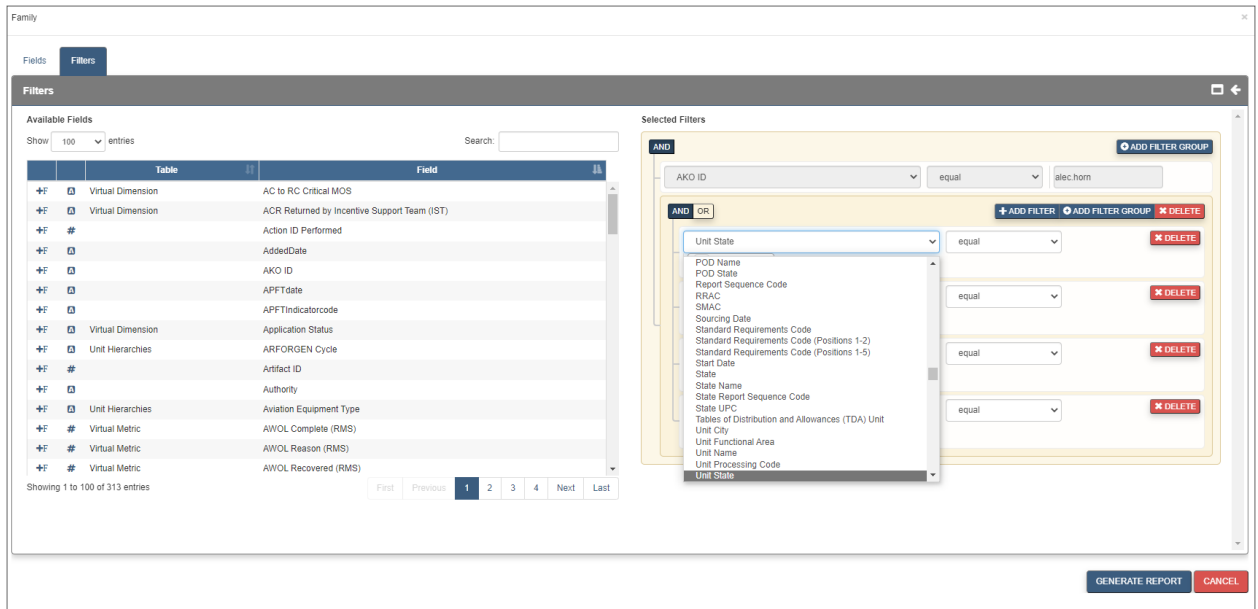 Family
×
Fields Filters
Filters
Available Fields
Show 100 entries Search:
Table Field
+F A Virtual Dimension AC to RC Critical MOS
+F A Virtual Dimension ACR Returned by Incentive Support Team (IST)
+F # Action ID Performed
+F A AddedDate
+F A AKO ID
+F A APFTdate
+F A APFTIndicatorcode
+F A Virtual Dimension Application Status
+F A Unit Hierarchies ARFORGEN Cycle
+F # Artifact ID
+F A Authority
+F A Unit Hierarchies Aviation Equipment Type
+F # Virtual Metric AWOL Complete (RMS)
+F # Virtual Metric AWOL Reason (RMS)
+F # Virtual Metric AWOL Recovered (RMS)
Showing 1 to 100 of 313 entries First Previous 1 2 3 4 Next Last
Selected Filters
AND ADD FILTER GROUP
AKO ID equal alec.horn
AND OR ADD FILTER ADD FILTER GROUP DELETE
Unit State equal DELETE
POD Name
POD State
Report Sequence Code
RRAC
SMAC
Sourcing Date
Standard Requirements Code
Standard Requirements Code (Positions 1-2)
Standard Requirements Code (Positions 1-5)
Start Date
State
State Name
State Report Sequence Code
State UPC
Tables of Distribution and Allowances (TDA) Unit
Unit City
Unit Functional Area
Unit Name
Unit Processing Code
Unit State
equal DELETE
equal DELETE
equal DELETE
GENERATE REPORT CANCEL